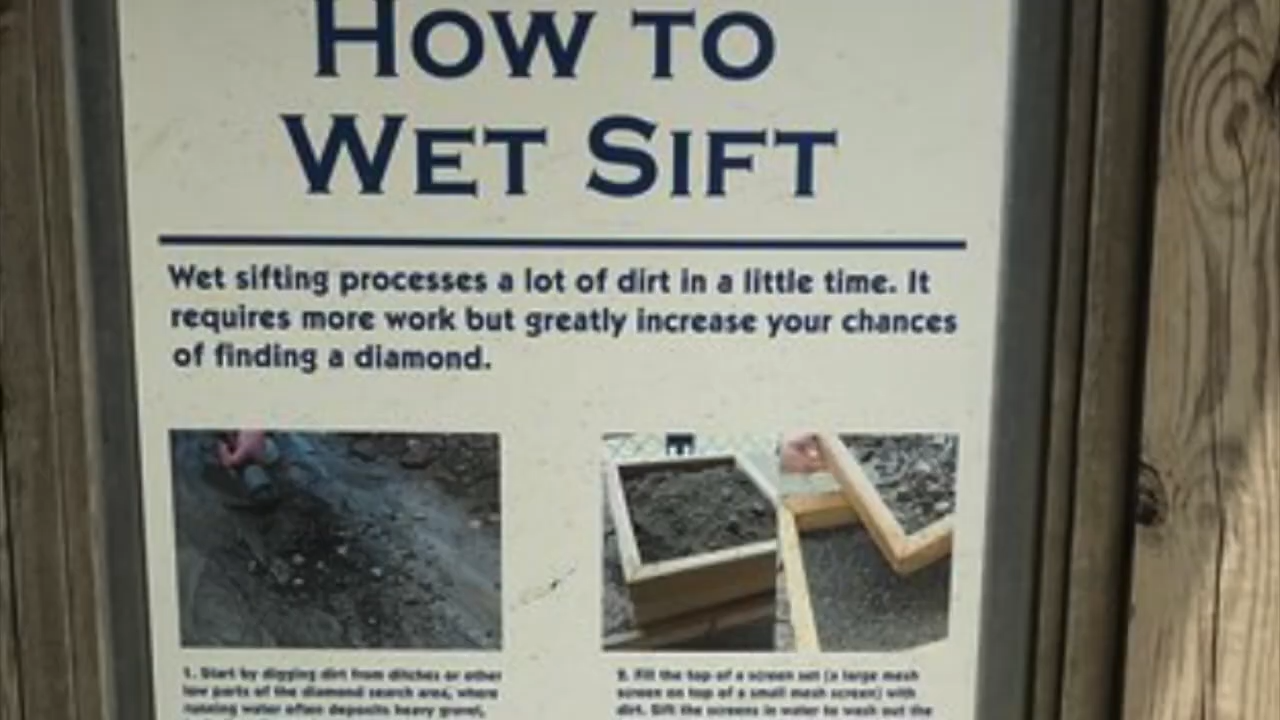 HOW TO
WET SIFT
Wet sifting processes a lot of dirt in a little time. It
requires more work but greatly increase your chances
of finding a diamond.
1. Start by digging dirt from ditches or other
low parts of the diamond search area, where
running water often deposits heavy gravel,
2. Fill the top of a screen set (a large mesh
screen on top of a small mesh screen) with
dirt. Sift the screens in water to wash out the